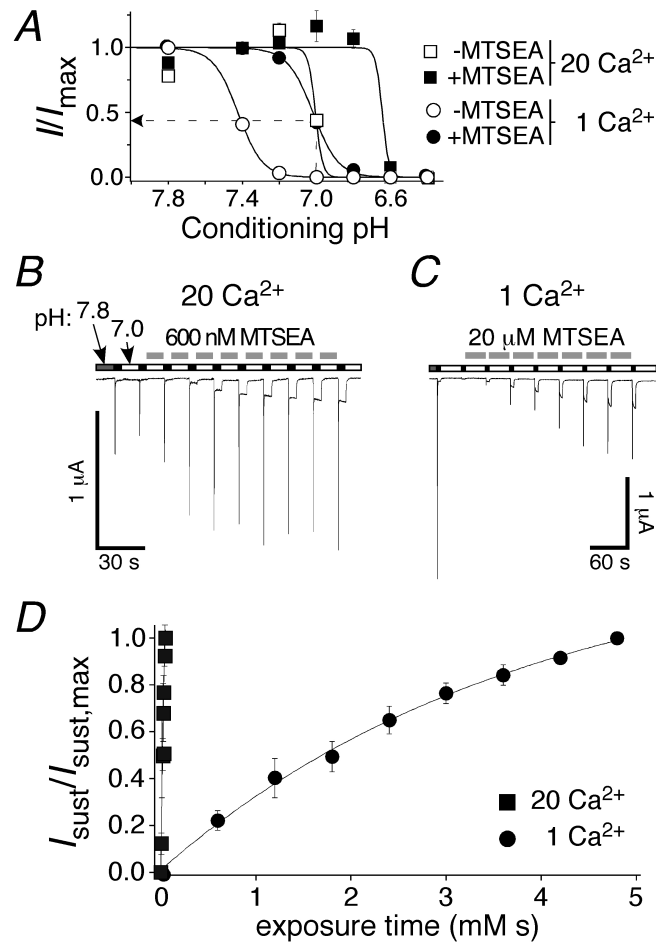 A
I/Imax
1.0
0.5
0.0
7.8 7.4 7.0 6.6
Conditioning pH
-MTSEA
+MTSEA
20 Ca2+
-MTSEA
+MTSEA
1 Ca2+
B
20 Ca2+
pH: 7.8
7.0
600 nM MTSEA
1 μA
30 s
C
1 Ca2+
20 μM MTSEA
1 μA
60 s
D
Isust/Isust,max
1.0
0.8
0.6
0.4
0.2
0.0
0 1 2 3 4 5
exposure time (mM s)
20 Ca2+
1 Ca2+